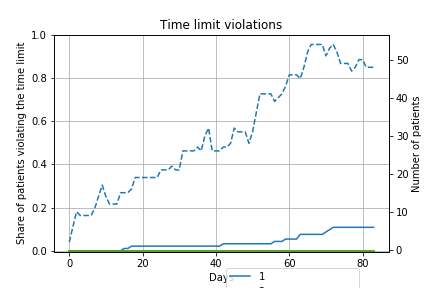 Time limit violations
Share of patients violating the time limit
1.0
0.8
0.6
0.4
0.2
0.0
0 20 40 60 80
50
40
30
20
10
0
Number of patients
Day
1